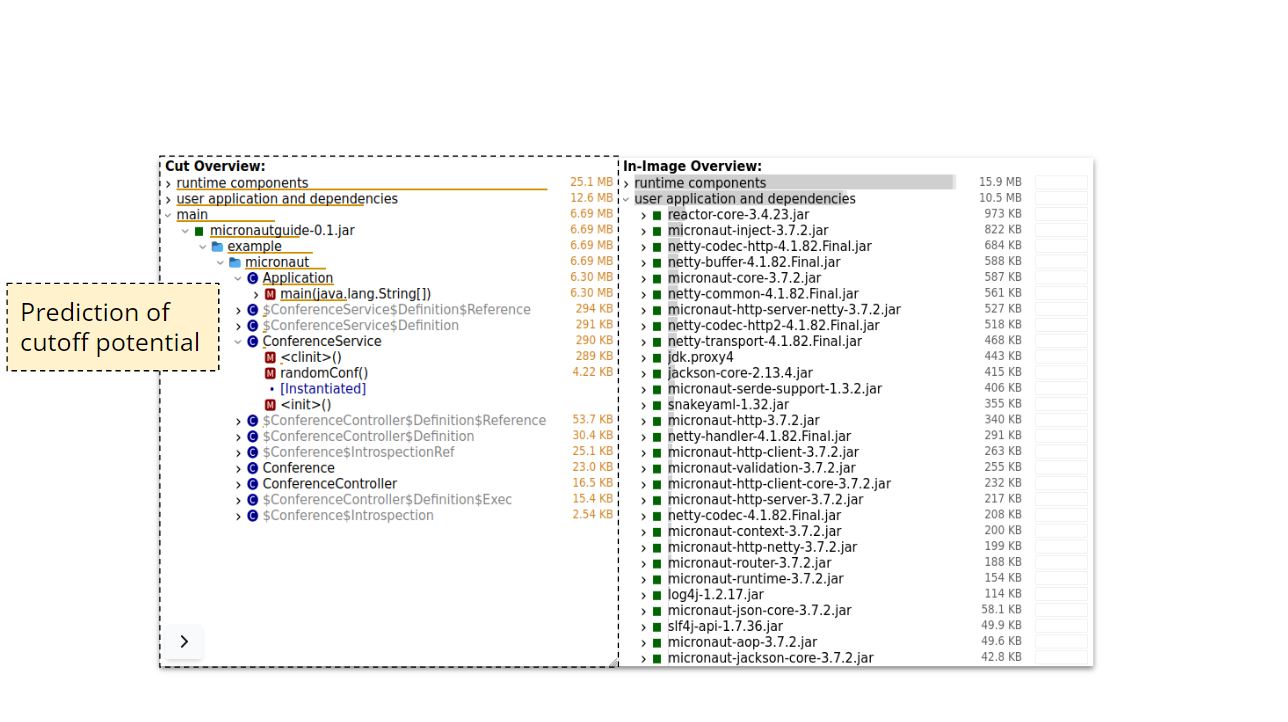 Prediction of
cutoff potential
Cut Overview:
runtime components 25.1 MB
user application and dependencies 12.6 MB
main 6.69 MB
micronautguide-0.1.jar 6.69 MB
example 6.69 MB
micronaut 6.69 MB
C Application 6.30 MB
M main(java.lang.String[]) 6.30 MB
C $ConferenceService$Definition$Reference 294 KB
C $ConferenceService$Definition 291 KB
C ConferenceService 290 KB
M <clinit>() 289 KB
M randomConf() 4.22 KB
• [Instantiated]
M <init>()
C $ConferenceController$Definition$Reference 53.7 KB
C $ConferenceController$Definition 30.4 KB
C $Conference$IntrospectionRef 25.1 KB
C Conference 23.0 KB
C ConferenceController 16.5 KB
C $ConferenceController$Definition$Exec 15.4 KB
C $Conference$Introspection 2.54 KB
In-Image Overview:
runtime components 15.9 MB
user application and dependencies 10.5 MB
reactor-core-3.4.23.jar 973 KB
micronaut-inject-3.7.2.jar 822 KB
netty-codec-http-4.1.82.Final.jar 684 KB
netty-buffer-4.1.82.Final.jar 588 KB
micronaut-core-3.7.2.jar 587 KB
netty-common-4.1.82.Final.jar 561 KB
micronaut-http-server-netty-3.7.2.jar 527 KB
netty-codec-http2-4.1.82.Final.jar 518 KB
netty-transport-4.1.82.Final.jar 468 KB
jdk.proxy4 443 KB
jackson-core-2.13.4.jar 415 KB
micronaut-serde-support-1.3.2.jar 406 KB
snakeyaml-1.32.jar 355 KB
micronaut-http-3.7.2.jar 340 KB
netty-handler-4.1.82.Final.jar 291 KB
micronaut-http-client-3.7.2.jar 263 KB
micronaut-validation-3.7.2.jar 255 KB
micronaut-http-client-core-3.7.2.jar 232 KB
micronaut-http-server-3.7.2.jar 217 KB
netty-codec-4.1.82.Final.jar 208 KB
micronaut-context-3.7.2.jar 200 KB
micronaut-http-netty-3.7.2.jar 199 KB
micronaut-router-3.7.2.jar 188 KB
micronaut-runtime-3.7.2.jar 154 KB
log4j-1.2.17.jar 114 KB
micronaut-json-core-3.7.2.jar 58.1 KB
slf4j-api-1.7.36.jar 49.9 KB
micronaut-aop-3.7.2.jar 49.6 KB
micronaut-jackson-core-3.7.2.jar 42.8 KB